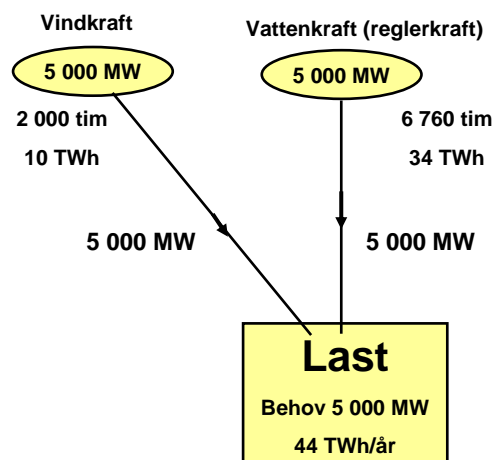 Vindkraft
5 000 MW
2 000 tim
10 TWh
5 000 MW
Vattenkraft (reglerkraft)
5 000 MW
6 760 tim
34 TWh
5 000 MW
Last
Behov 5 000 MW
44 TWh/år